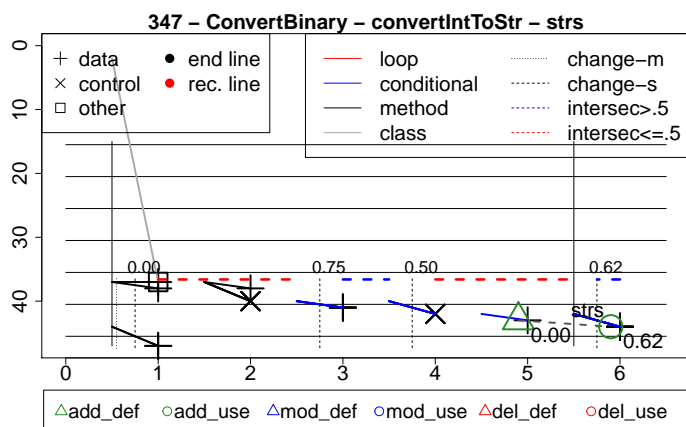 347 − ConvertBinary − convertIntToStr − strs
data
control
other
end line
rec. line
loop
conditional
method
class
change−m
change−s
intersec>.5
intersec<=.5
0
10
20
30
40
0.00
0.75
0.50
0.62
strs
0.00
0.62
0 1 2 3 4 5 6
add_def add_use mod_def mod_use del_def del_use